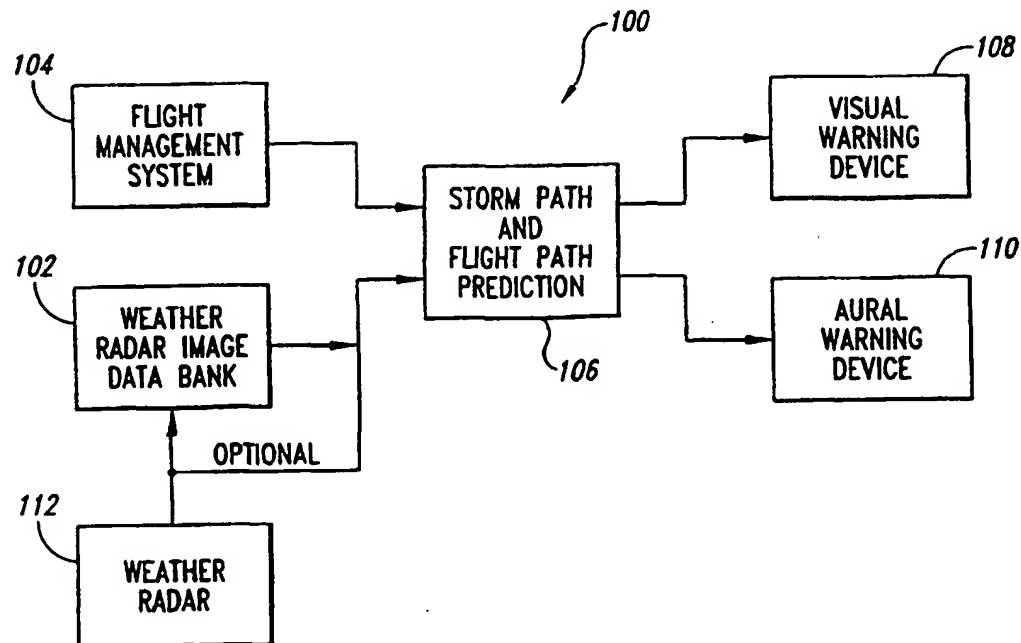 100
104
FLIGHT
MANAGEMENT
SYSTEM
108
VISUAL
WARNING
DEVICE
STORM PATH
AND
FLIGHT PATH
PREDICTION
106
102
WEATHER
RADAR IMAGE
DATA BANK
110
AURAL
WARNING
DEVICE
OPTIONAL
112
WEATHER
RADAR